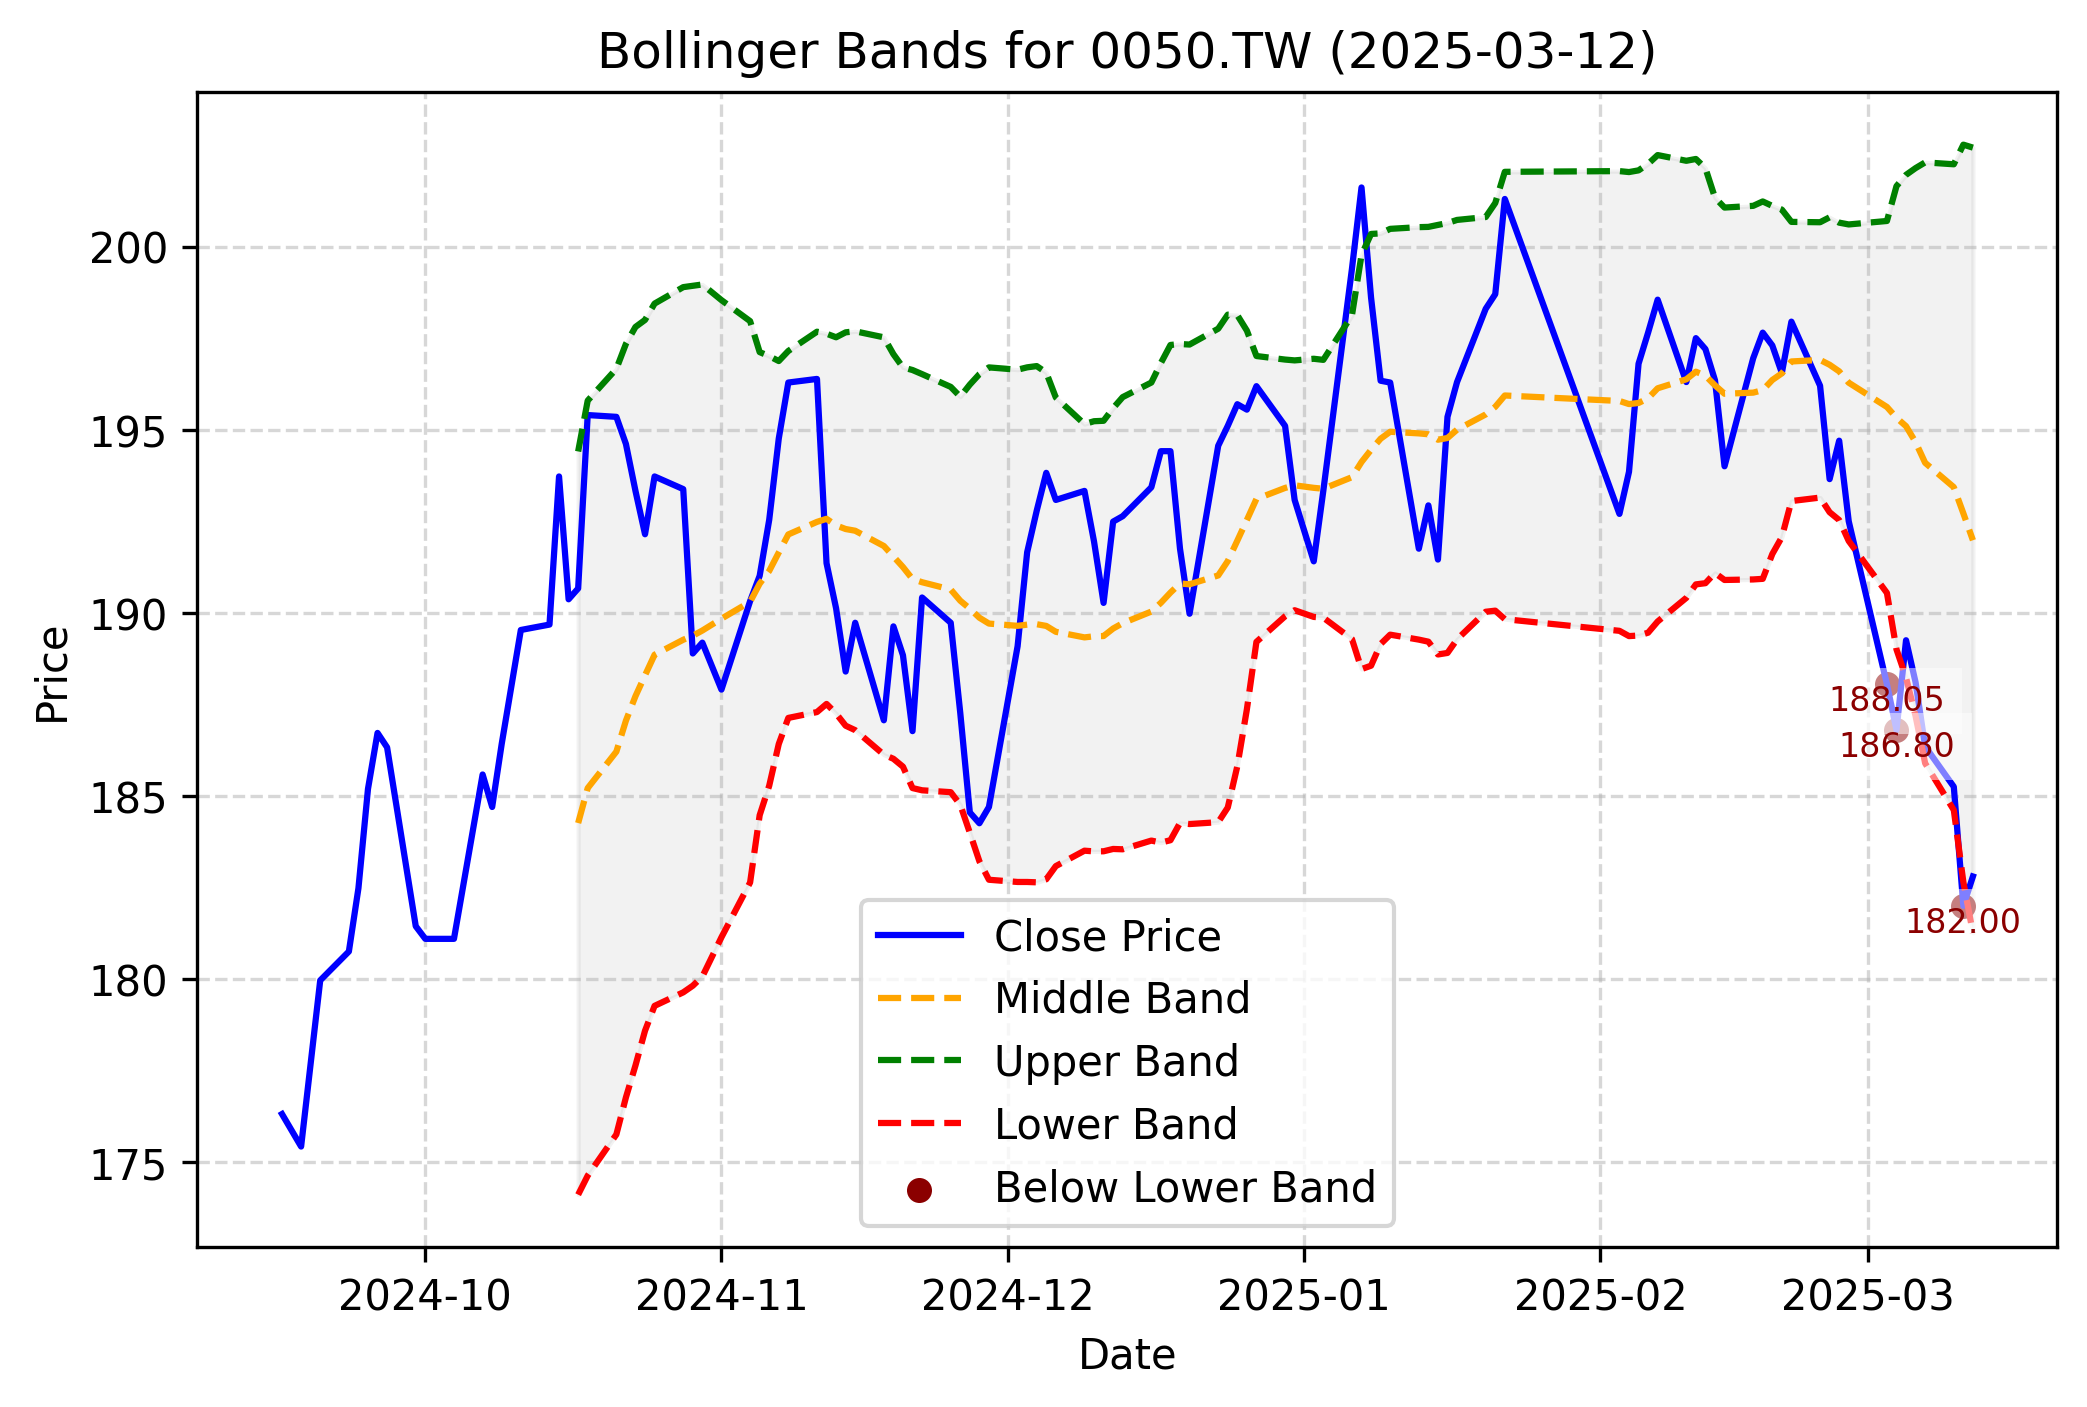 Bollinger Bands for 0050.TW (2025-03-12)
Price
200
195
190
185
180
175
188.05
186.80
182.00
Close Price
Middle Band
Upper Band
Lower Band
Below Lower Band
2024-10
2024-11
2024-12
2025-01
2025-02
2025-03
Date